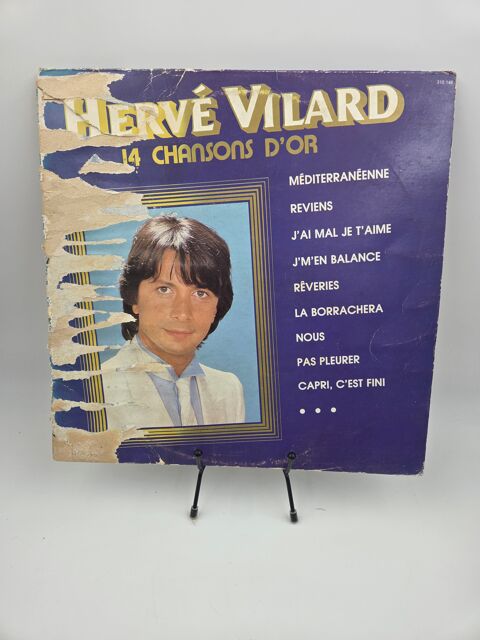 HERVÉ VILARD
14 CHANSONS D'OR
MÉDITERRANÉENNE
REVIENS
J'AI MAL JE T'AIME
J'M'EN BALANCE
RÊVERIES
LA BORRACHERA
NOUS
PAS PLEURER
CAPRI, C'EST FINI
• • •